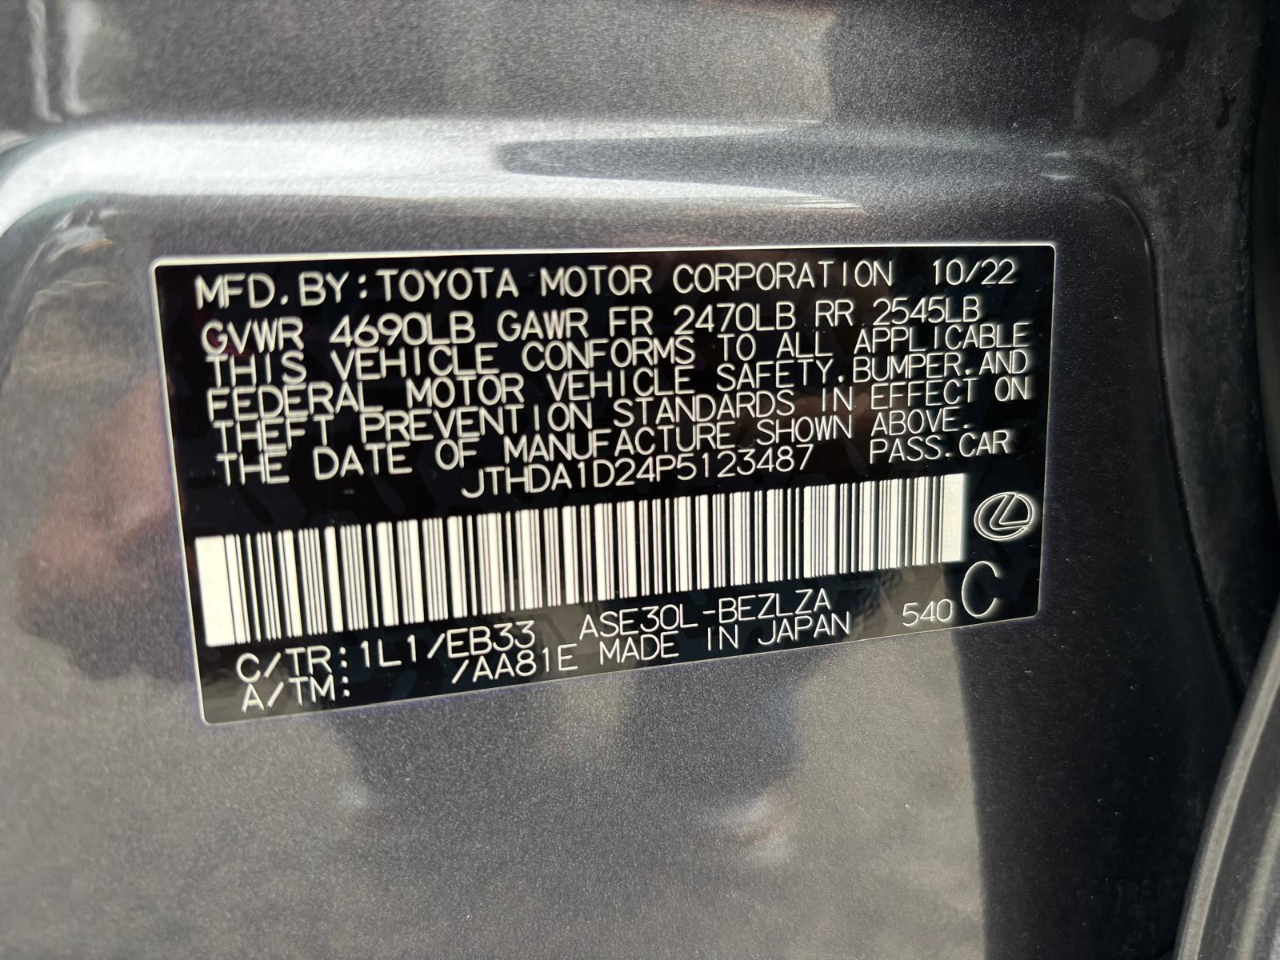 MFD. BY: TOYOTA MOTOR CORPORATION 10/22
GVWR 4690LB GAWR FR 2470LB RR 2545LB
THIS VEHICLE CONFORMS TO ALL APPLICABLE
FEDERAL MOTOR VEHICLE SAFETY, BUMPER, AND
THEFT PREVENTION STANDARDS IN EFFECT ON
THE DATE OF MANUFACTURE SHOWN ABOVE.
JTHDA1D24P5123487 PASS. CAR
C/TR: 1L1/EB33 ASE30L-BEZLZA 540 C
A/TM: /AA81E MADE IN JAPAN